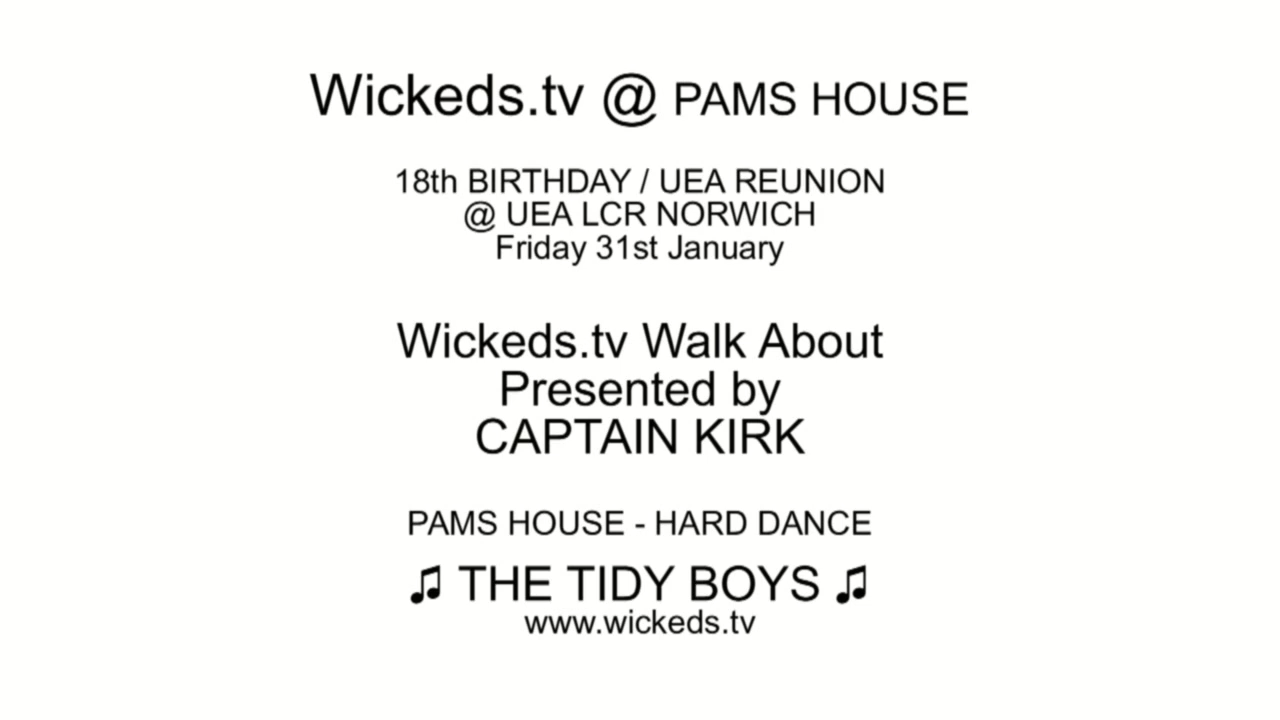 Wickeds.tv @ PAMS HOUSE
18th BIRTHDAY / UEA REUNION
@ UEA LCR NORWICH
Friday 31st January
Wickeds.tv Walk About
Presented by
CAPTAIN KIRK
PAMS HOUSE - HARD DANCE
♫ THE TIDY BOYS ♫
www.wickeds.tv